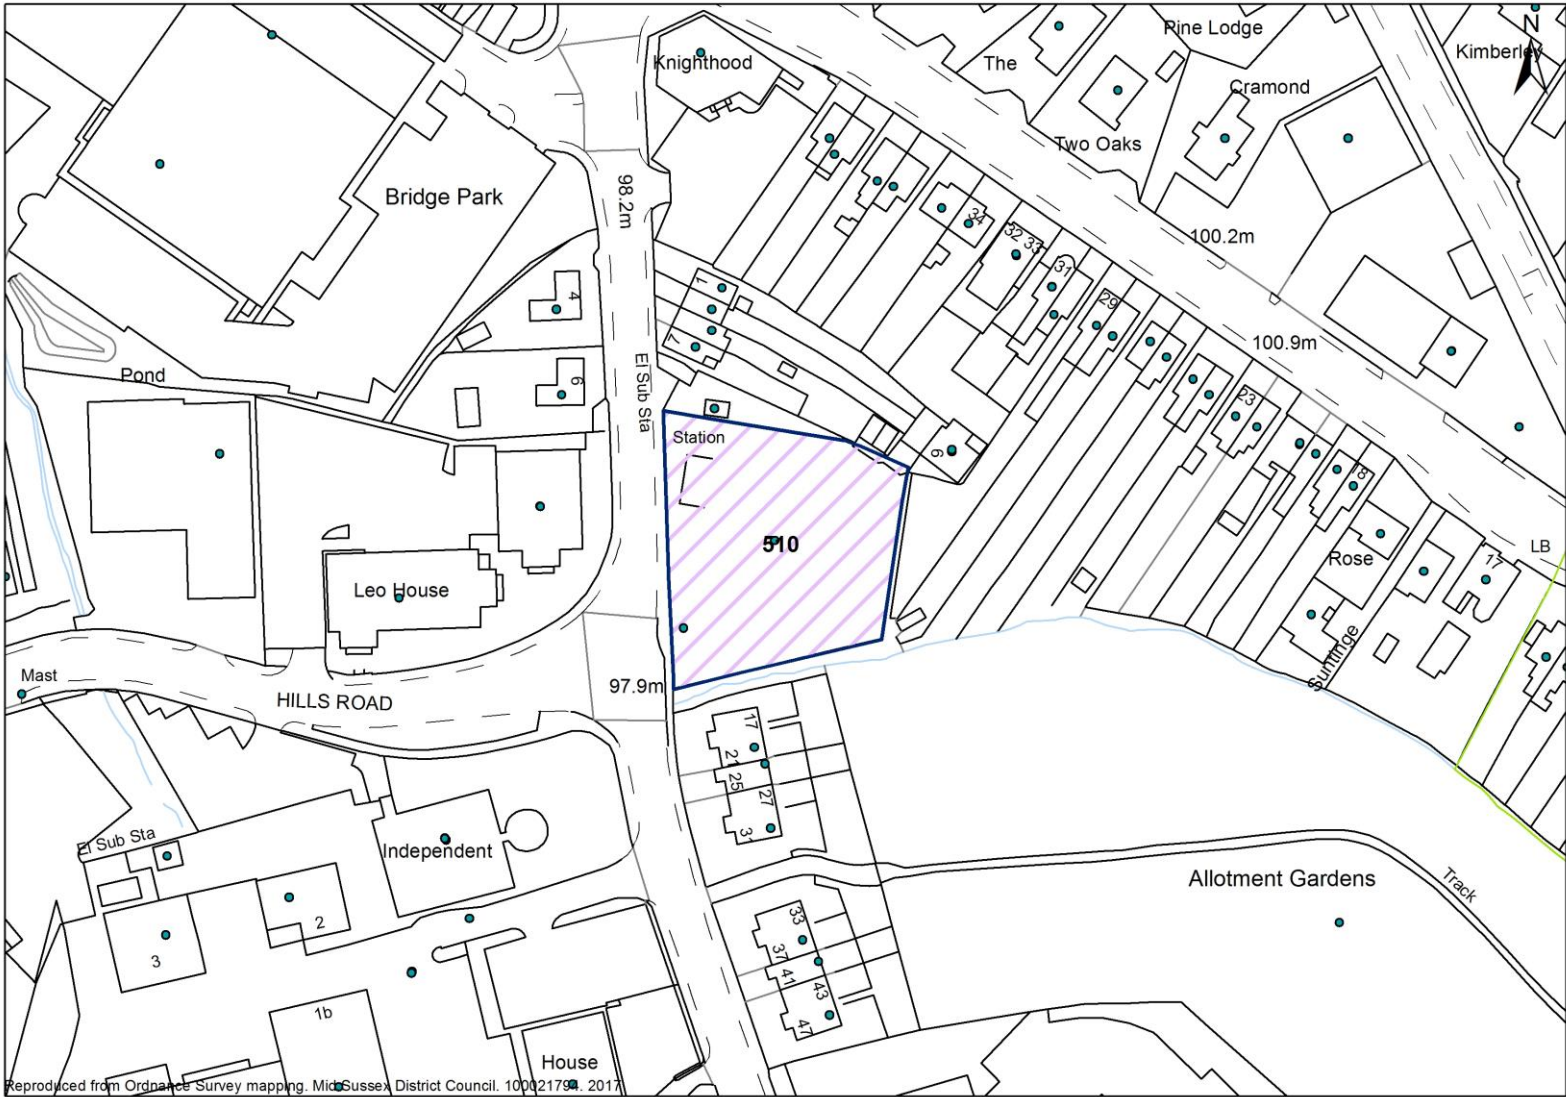 Pine Lodge
N
Knighthood
The
Kimberley
Cramond
Two Oaks
Bridge Park
98.2m
34
32 33
100.2m
31
1
4
29
7
100.9m
Pond
6
El Sub Sta
23
Station
6
18
510
LB
Rose
17
Leo House
Suntinge
Mast
97.9m
HILLS ROAD
17
21
25
27
31
El Sub Sta
Independent
Allotment Gardens
Track
2
33
3
37
41
43
1b
47
House
Reproduced from Ordnance Survey mapping. Mid Sussex District Council. 100021794. 2017